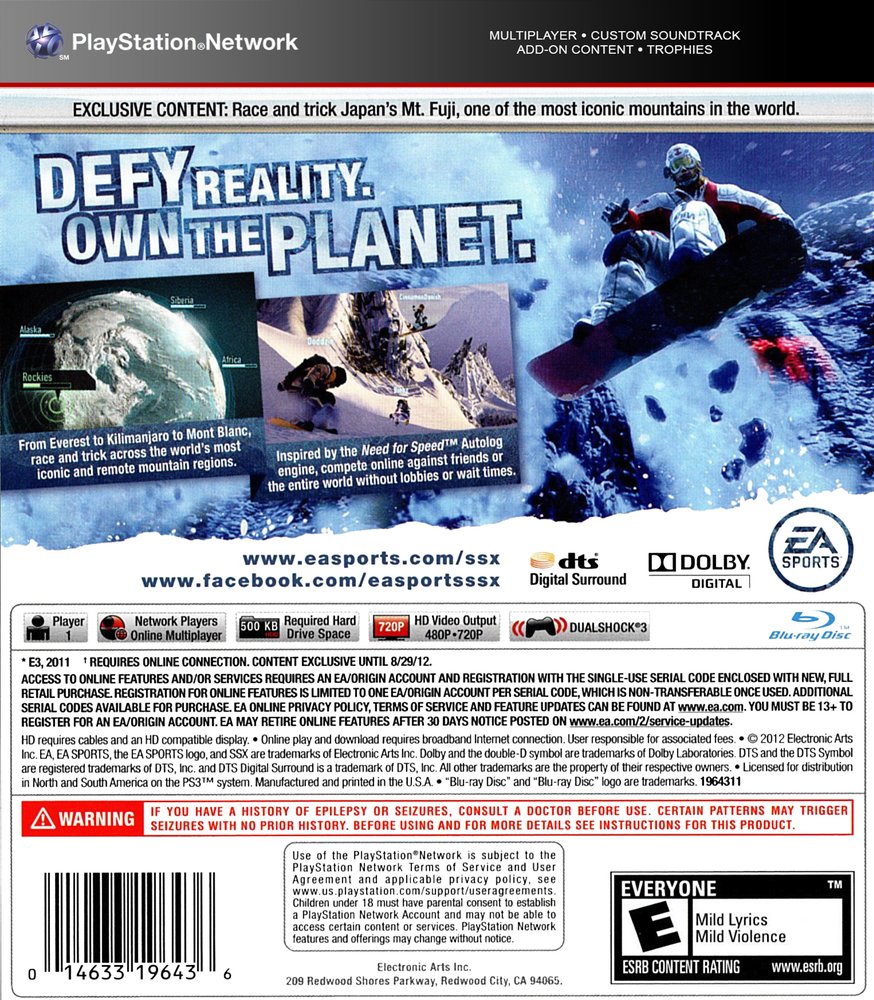 PlayStation®Network
SM
MULTIPLAYER • CUSTOM SOUNDTRACK
ADD-ON CONTENT • TROPHIES
EXCLUSIVE CONTENT: Race and trick Japan's Mt. Fuji, one of the most iconic mountains in the world.
DEFY REALITY.
OWN THE PLANET.
Siberia
Alaska
Africa
Rockies
From Everest to Kilimanjaro to Mont Blanc,
race and trick across the world's most
iconic and remote mountain regions.
CinnamonDanish
Inspired by the Need for Speed™ Autolog
engine, compete online against friends or
the entire world without lobbies or wait times.
www.easports.com/ssx
www.facebook.com/easportsssx
dts
Digital Surround
DOLBY.
DIGITAL
EA
SPORTS
Player
1
Network Players
Online Multiplayer
500 KB
HDD
Required Hard
Drive Space
720P
HD Video Output
480P•720P
DUALSHOCK®3
Blu-ray Disc™
* E3, 2011 † REQUIRES ONLINE CONNECTION. CONTENT EXCLUSIVE UNTIL 8/29/12.
ACCESS TO ONLINE FEATURES AND/OR SERVICES REQUIRES AN EA/ORIGIN ACCOUNT AND REGISTRATION WITH THE SINGLE-USE SERIAL CODE ENCLOSED WITH NEW, FULL
RETAIL PURCHASE. REGISTRATION FOR ONLINE FEATURES IS LIMITED TO ONE EA/ORIGIN ACCOUNT PER SERIAL CODE, WHICH IS NON-TRANSFERABLE ONCE USED. ADDITIONAL
SERIAL CODES AVAILABLE FOR PURCHASE. EA ONLINE PRIVACY POLICY, TERMS OF SERVICE AND FEATURE UPDATES CAN BE FOUND AT www.ea.com. YOU MUST BE 13+ TO
REGISTER FOR AN EA/ORIGIN ACCOUNT. EA MAY RETIRE ONLINE FEATURES AFTER 30 DAYS NOTICE POSTED ON www.ea.com/2/service-updates.
HD requires cables and an HD compatible display. • Online play and download requires broadband Internet connection. User responsible for associated fees. • © 2012 Electronic Arts
Inc. EA, EA SPORTS, the EA SPORTS logo, and SSX are trademarks of Electronic Arts Inc. Dolby and the double-D symbol are trademarks of Dolby Laboratories. DTS and the DTS Symbol
are registered trademarks of DTS, Inc. and DTS Digital Surround is a trademark of DTS, Inc. All other trademarks are the property of their respective owners. • Licensed for distribution
in North and South America on the PS3™ system. Manufactured and printed in the U.S.A. • "Blu-ray Disc" and "Blu-ray Disc" logo are trademarks. 1964311
WARNING
IF YOU HAVE A HISTORY OF EPILEPSY OR SEIZURES, CONSULT A DOCTOR BEFORE USE. CERTAIN PATTERNS MAY TRIGGER
SEIZURES WITH NO PRIOR HISTORY. BEFORE USING AND FOR MORE DETAILS SEE INSTRUCTIONS FOR THIS PRODUCT.
Use of the PlayStation®Network is subject to the
PlayStation Network Terms of Service and User
Agreement and applicable privacy policy, see
www.us.playstation.com/support/useragreements.
Children under 18 must have parental consent to establish
a PlayStation Network Account and may not be able to
access certain content or services. PlayStation Network
features and offerings may change without notice.
Electronic Arts Inc.
209 Redwood Shores Parkway, Redwood City, CA 94065.
0 14633 19643 6
EVERYONE ™
E
Mild Lyrics
Mild Violence
ESRB CONTENT RATING www.esrb.org